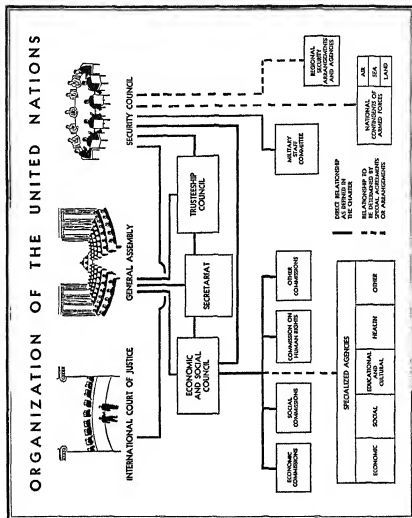 ORGANIZATION OF THE UNITED NATIONS
INTERNATIONAL COURT OF JUSTICE
GENERAL ASSEMBLY
SECURITY COUNCIL
ECONOMIC
AND SOCIAL
COUNCIL
SECRETARIAT
TRUSTEESHIP
COUNCIL
ECONOMIC
COMMISSIONS
SOCIAL
COMMISSIONS
COMMISSION ON
HUMAN RIGHTS
OTHER
COMMISSIONS
MILITARY
STAFF
COMMITTEE
REGIONAL
SECURITY
ARRANGEMENTS
AND AGENCIES
NATIONAL
CONTINGENTS OF
ARMED FORCES
AIR
SEA
LAND
SPECIALIZED AGENCIES
ECONOMIC
SOCIAL
EDUCATIONAL
AND
CULTURAL
HEALTH
OTHER
DIRECT RELATIONSHIP
AS DEFINED IN
THE CHARTER
RELATIONSHIP TO
BE DETERMINED BY
SPECIAL AGREEMENTS
OR ARRANGEMENTS